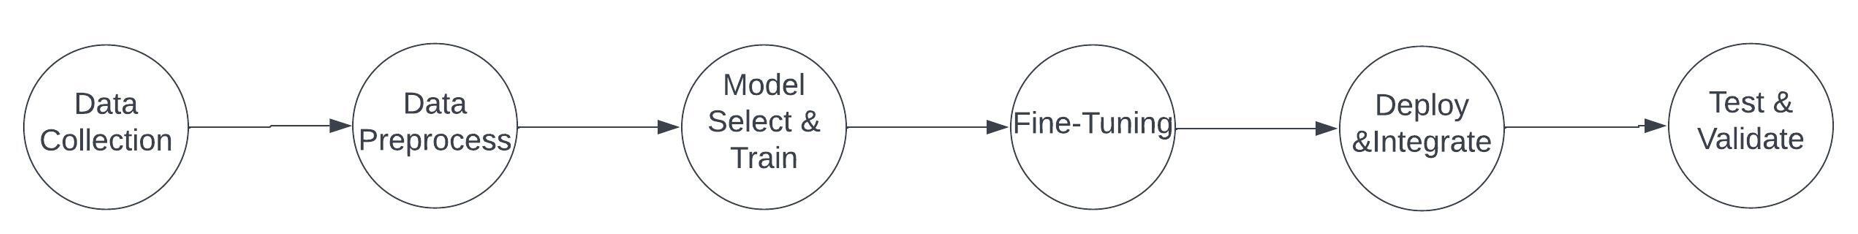 Data
Collection
Data
Preprocess
Model
Select &
Train
Fine-Tuning
Deploy
&Integrate
Test &
Validate